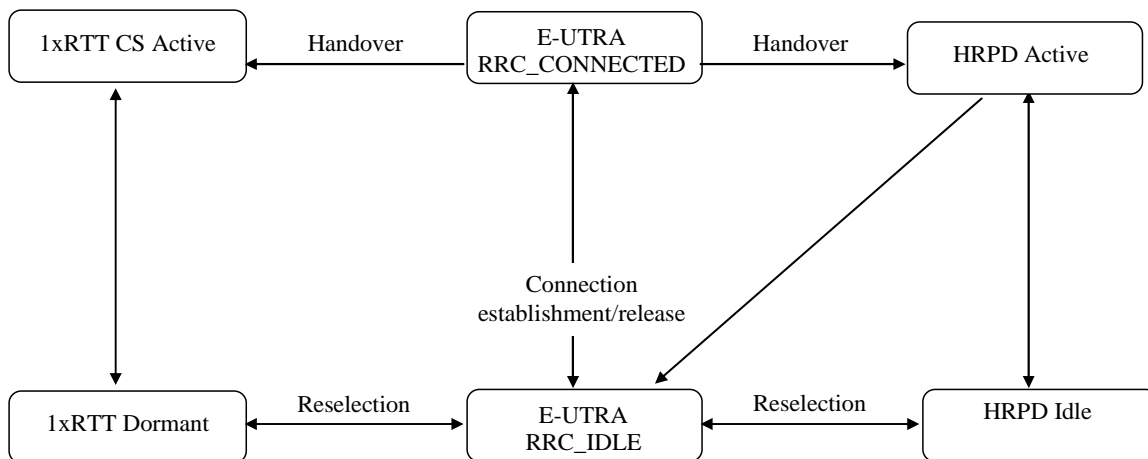 1xRTT CS Active
Handover
E-UTRA
RRC_CONNECTED
Handover
HRPD Active
Connection
establishment/release
1xRTT Dormant
Reselection
E-UTRA
RRC_IDLE
Reselection
HRPD Idle